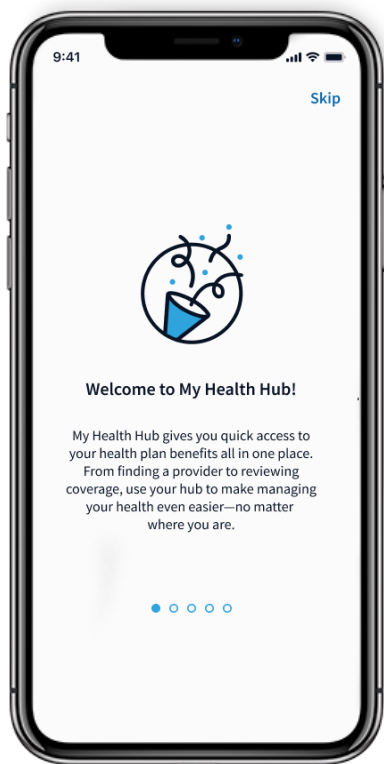 9:41
Skip
Welcome to My Health Hub!
My Health Hub gives you quick access to
your health plan benefits all in one place.
From finding a provider to reviewing
coverage, use your hub to make managing
your health even easier—no matter
where you are.